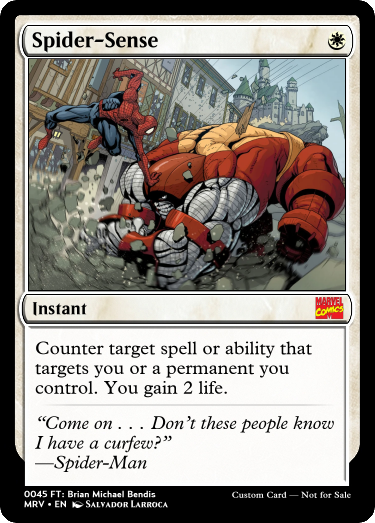 Spider-Sense
Instant
MARVEL
COMICS
Counter target spell or ability that
targets you or a permanent you
control. You gain 2 life.
“Come on . . . Don’t these people know
I have a curfew?”
—Spider-Man
0045 FT: Brian Michael Bendis
MRV • EN Salvador Larroca
Custom Card — Not for Sale